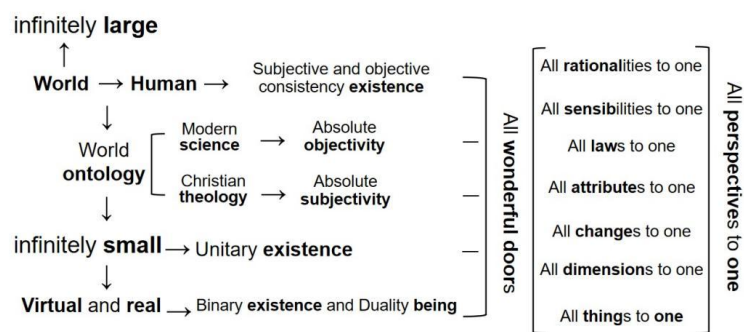 infinitely large
World → Human → Subjective and objective
consistency existence
World
ontology
Modern
science → Absolute
objectivity
Christian
theology → Absolute
subjectivity
infinitely small → Unitary existence
Virtual and real → Binary existence and Duality being
All wonderful doors
All rationalities to one
All sensibilities to one
All laws to one
All attributes to one
All changes to one
All dimensions to one
All things to one
All perspectives to one